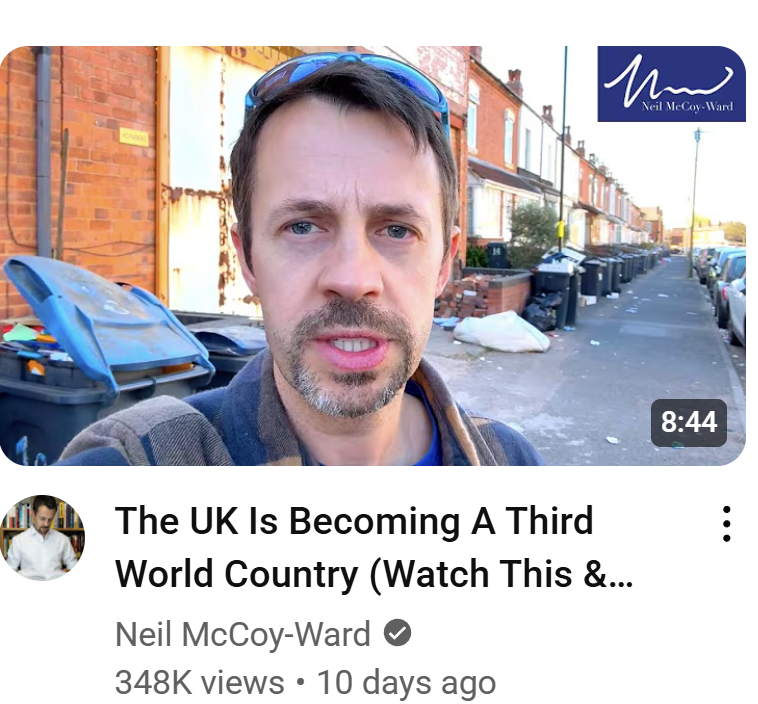 Neil McCoy-Ward
8:44
The UK Is Becoming A Third
World Country (Watch This &...
Neil McCoy-Ward
348K views • 10 days ago